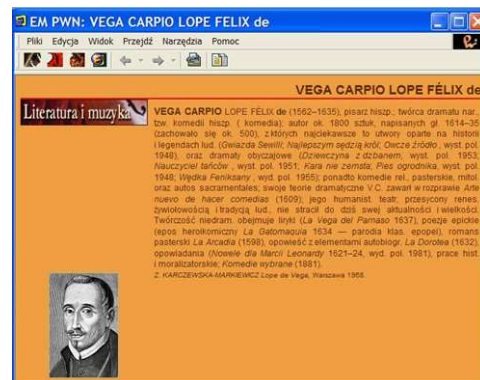 EM PWN: VEGA CARPIO LOPE FELIX de
Pliki Edycja Widok Przejdź Narzędzia Pomoc
VEGA CARPIO LOPE FÉLIX de
Literatura i muzyka
VEGA CARPIO LOPE FÉLIX de (1562–1635), pisarz hiszp., twórca dramatu nar.,
tzw. komedii hiszp. ( komedia); autor ok. 1800 sztuk, napisanych gł. 1614–35
(zachowało się ok. 500), z których najciekawsze to utwory oparte na historii
i legendach lud. (Gwiazda Sewilli; Najlepszym sędzią król; Owcze źródło , wyst. pol.
1948), oraz dramaty obyczajowe (Dziewczyna z dzbanem, wyst. pol. 1953;
Nauczyciel tańców , wyst. pol. 1951; Kara nie zemsta; Pies ogrodnika, wyst. pol.
1948; Wędka Feniksany , wyd. pol. 1955); ponadto komedie rel., pasterskie, mitol.
oraz autos sacramentales; swoje teorie dramatyczne V.C. zawarł w rozprawie Arte
nuevo de hacer comedias (1609); jego humanist. teatr, przesycony renes.
żywiołowością i tradycją lud., nie stracił do dziś swej aktualności i wielkości.
Twórczość niedram. obejmuje liryki (La Vega del Parnaso 1637), poezje epickie
(epos heroikomiczny La Gatomaquia 1634 — parodia klas. epopei), romans
pasterski La Arcadia (1598), opowieść z elementami autobiogr. La Dorotea (1632),
opowiadania (Nowele dla Marcii Leonardy 1621–24, wyd. pol. 1981), prace hist.
i moralizatorskie; Komedie wybrane (1881).
Z. KARCZEWSKA-MARKIEWICZ Lope de Vega, Warszawa 1968.